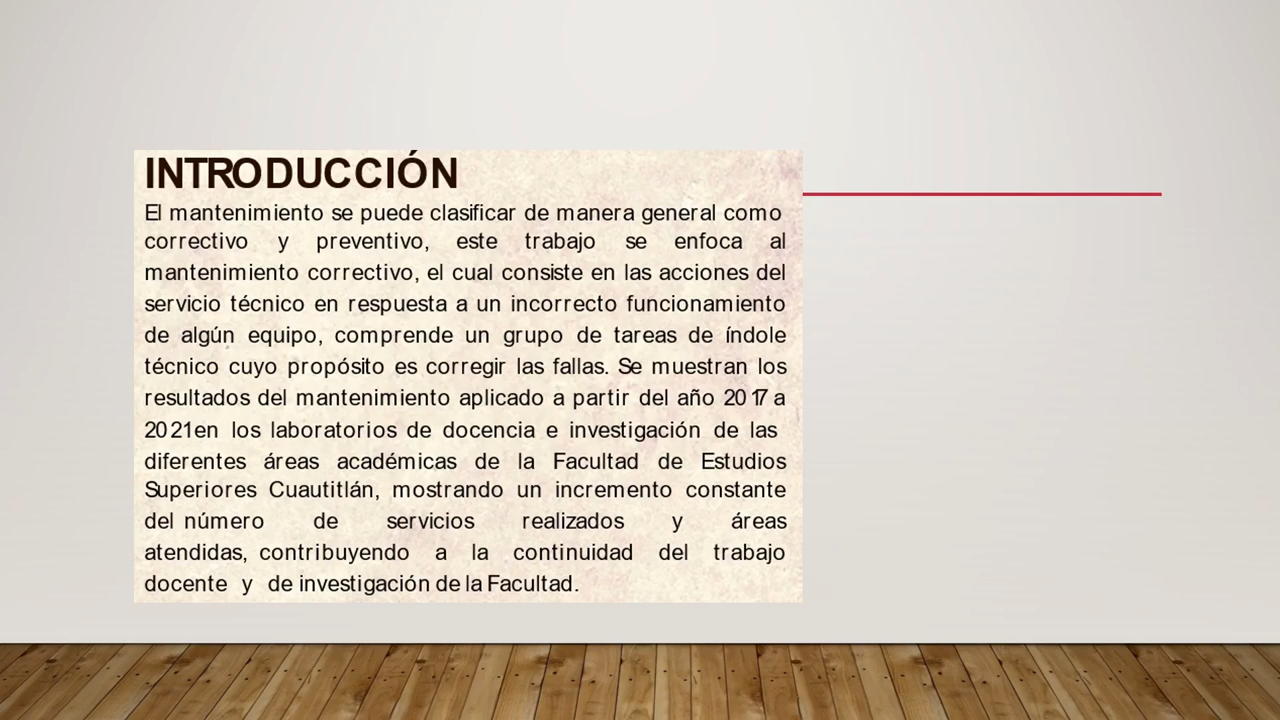 INTRODUCCIÓN
El mantenimiento se puede clasificar de manera general como
correctivo y preventivo, este trabajo se enfoca al
mantenimiento correctivo, el cual consiste en las acciones del
servicio técnico en respuesta a un incorrecto funcionamiento
de algún equipo, comprende un grupo de tareas de índole
técnico cuyo propósito es corregir las fallas. Se muestran los
resultados del mantenimiento aplicado a partir del año 2017 a
2021en los laboratorios de docencia e investigación de las
diferentes áreas académicas de la Facultad de Estudios
Superiores Cuautitlán, mostrando un incremento constante
del número de servicios realizados y áreas
atendidas, contribuyendo a la continuidad del trabajo
docente y de investigación de la Facultad.